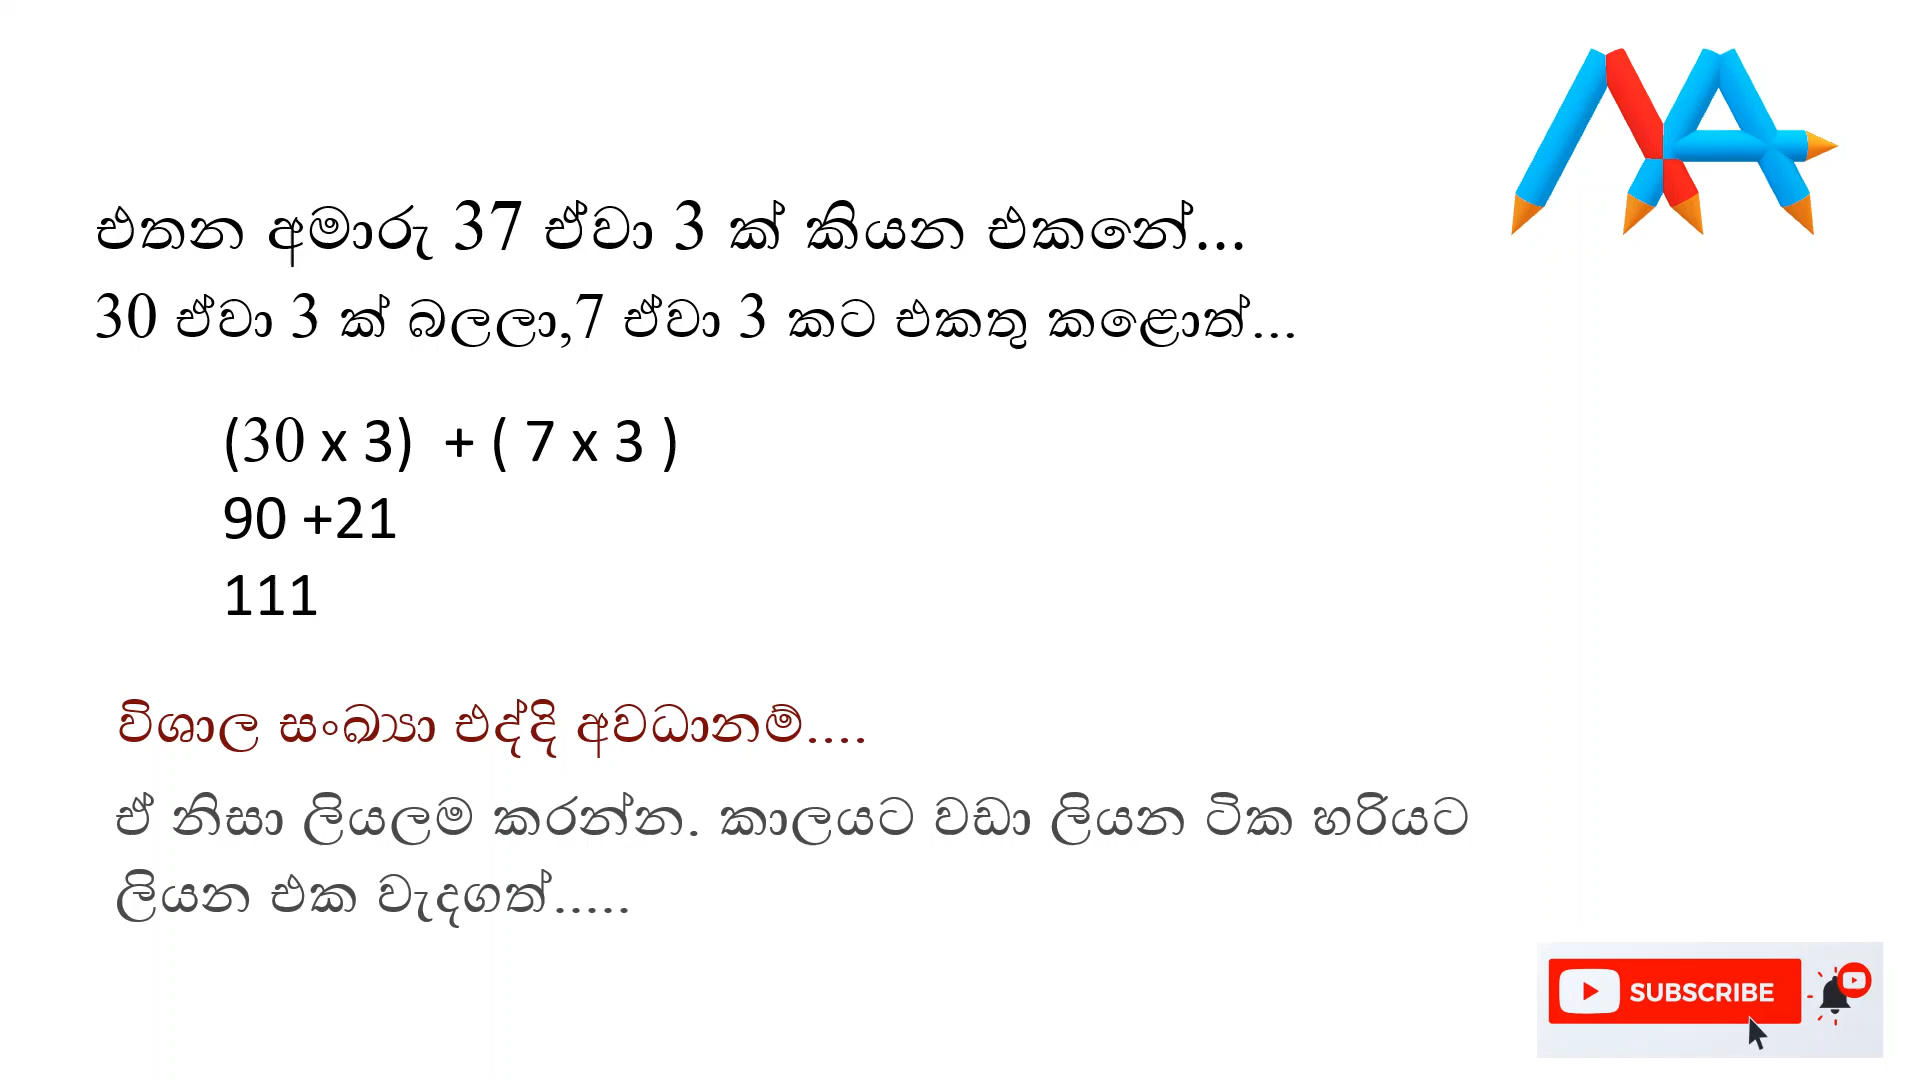 එතන අමාරු 37 ඒවා 3 ක් කියන එකනේ...
30 ඒවා 3 ක් බලලා,7 ඒවා 3 කට එකතු කළොත්...
(30 x 3)  + ( 7 x 3 )
90 +21
111
විශාල සංඛ්‍යා එද්දි අවධානම්....
ඒ නිසා ලියලම කරන්න. කාලයට වඩා ලියන ටික හරියට
ලියන එක වැදගත්.....
SUBSCRIBE